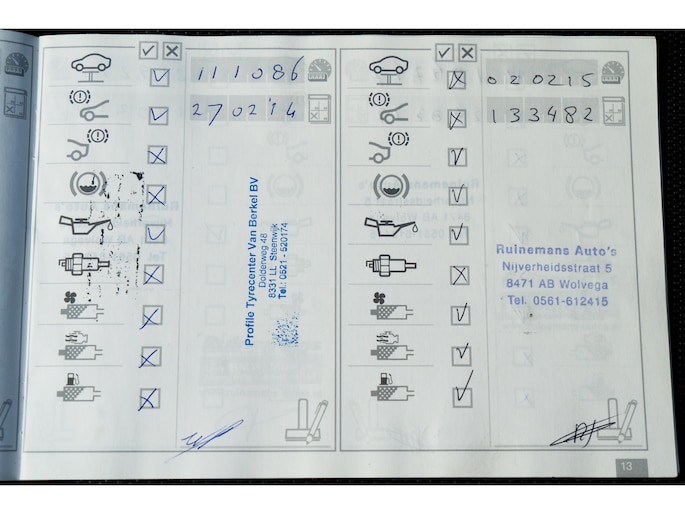 111086
270214
Profile Tyrecenter Van Berkel BV
Dolderweg 48
8331 LL Steenwijk
Tel: 0521 - 520174
020215
133482
Ruinemans Auto's
Nijverheidsstraat 5
8471 AB Wolvega
Tel. 0561-612415
13